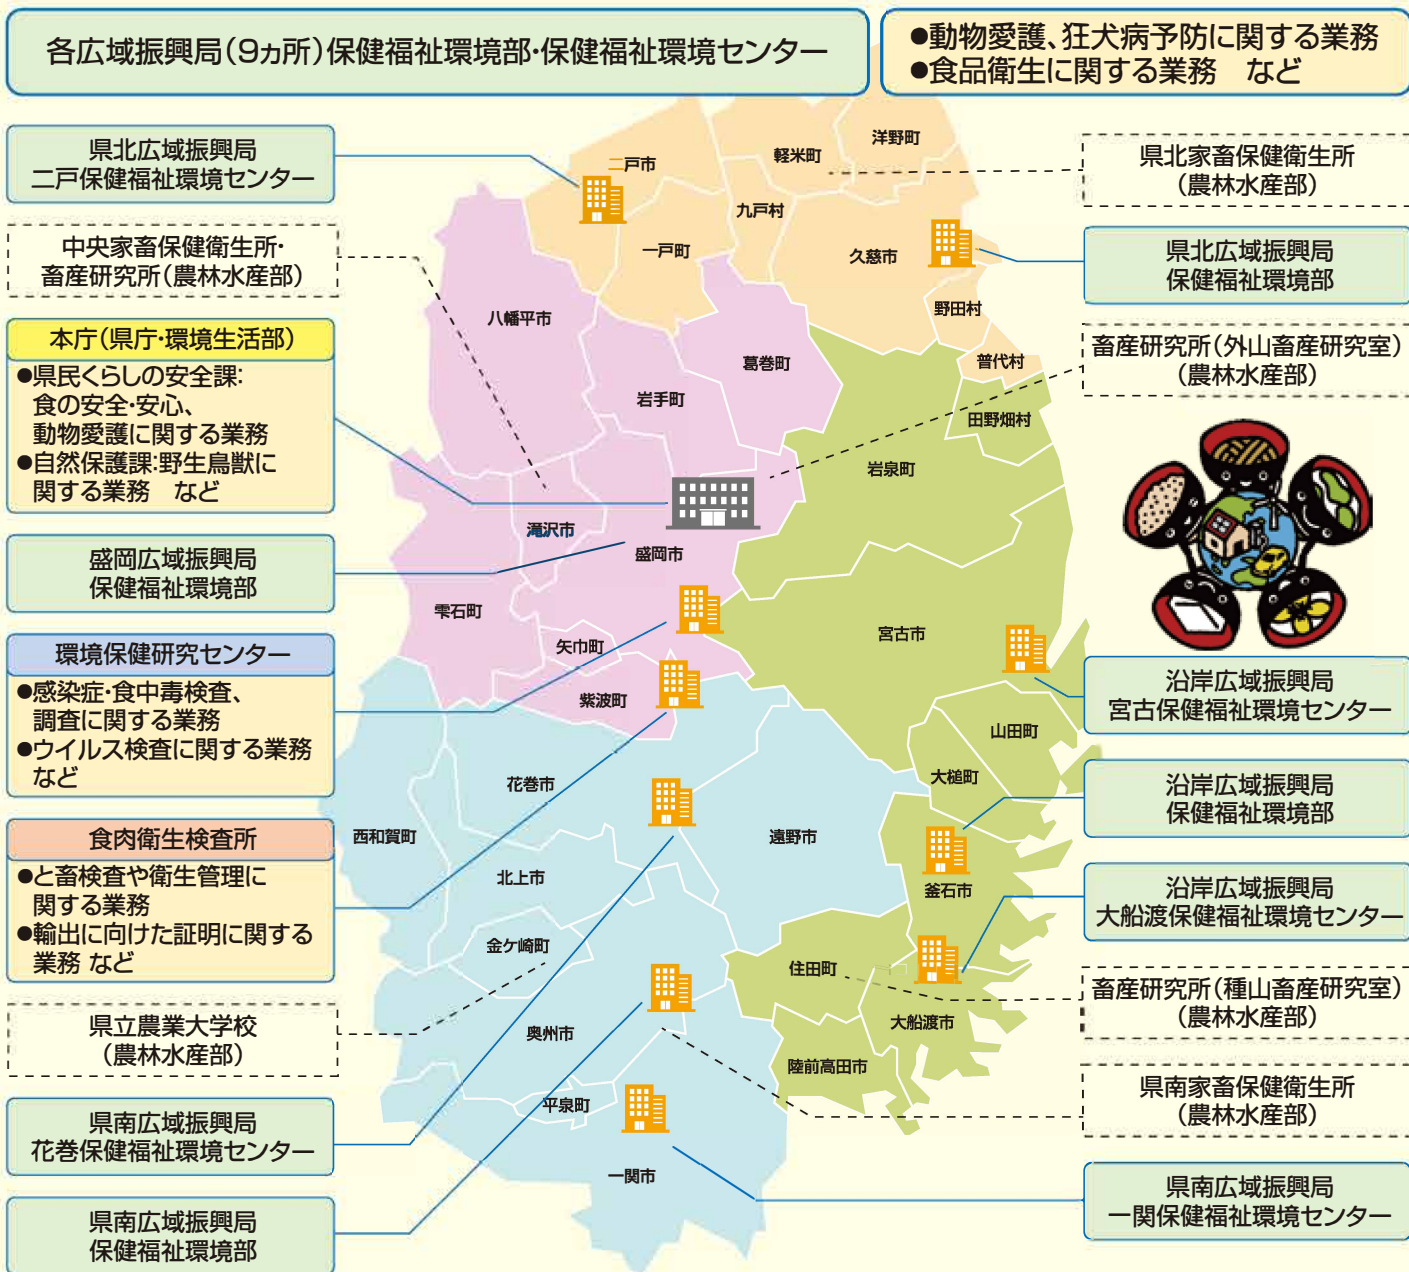 各広域振興局(9ヵ所)保健福祉環境部・保健福祉環境センター
●動物愛護、狂犬病予防に関する業務
●食品衛生に関する業務　など
県北広域振興局
二戸保健福祉環境センター
中央家畜保健衛生所・
畜産研究所(農林水産部)
本庁(県庁・環境生活部)
●県民くらしの安全課:
食の安全・安心、
動物愛護に関する業務
●自然保護課:野生鳥獣に
関する業務　など
盛岡広域振興局
保健福祉環境部
環境保健研究センター
●感染症・食中毒検査、
調査に関する業務
●ウイルス検査に関する業務
など
食肉衛生検査所
●と畜検査や衛生管理に
関する業務
●輸出に向けた証明に関する
業務 など
県立農業大学校
(農林水産部)
県南広域振興局
花巻保健福祉環境センター
県南広域振興局
保健福祉環境部
洋野町
軽米町
二戸市
九戸村
一戸町
久慈市
野田村
普代村
八幡平市
葛巻町
岩手町
田野畑村
岩泉町
滝沢市
盛岡市
雫石町
宮古市
矢巾町
紫波町
山田町
大槌町
花巻市
西和賀町
遠野市
北上市
釜石市
金ケ崎町
住田町
奥州市
大船渡市
陸前高田市
平泉町
一関市
県北家畜保健衛生所
(農林水産部)
県北広域振興局
保健福祉環境部
畜産研究所(外山畜産研究室)
(農林水産部)
沿岸広域振興局
宮古保健福祉環境センター
沿岸広域振興局
保健福祉環境部
沿岸広域振興局
大船渡保健福祉環境センター
畜産研究所(種山畜産研究室)
(農林水産部)
県南家畜保健衛生所
(農林水産部)
県南広域振興局
一関保健福祉環境センター